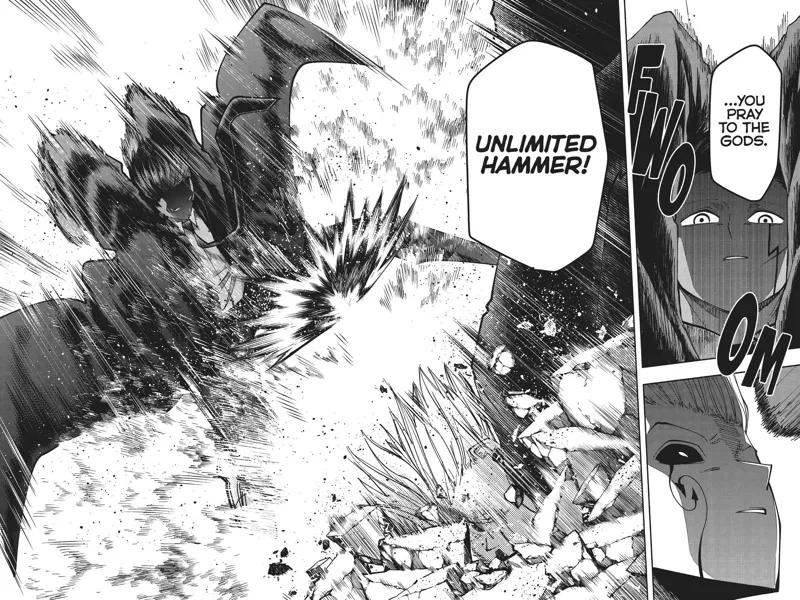 ...YOU
PRAY
TO THE
GODS.
FWO
OM
UNLIMITED
HAMMER!